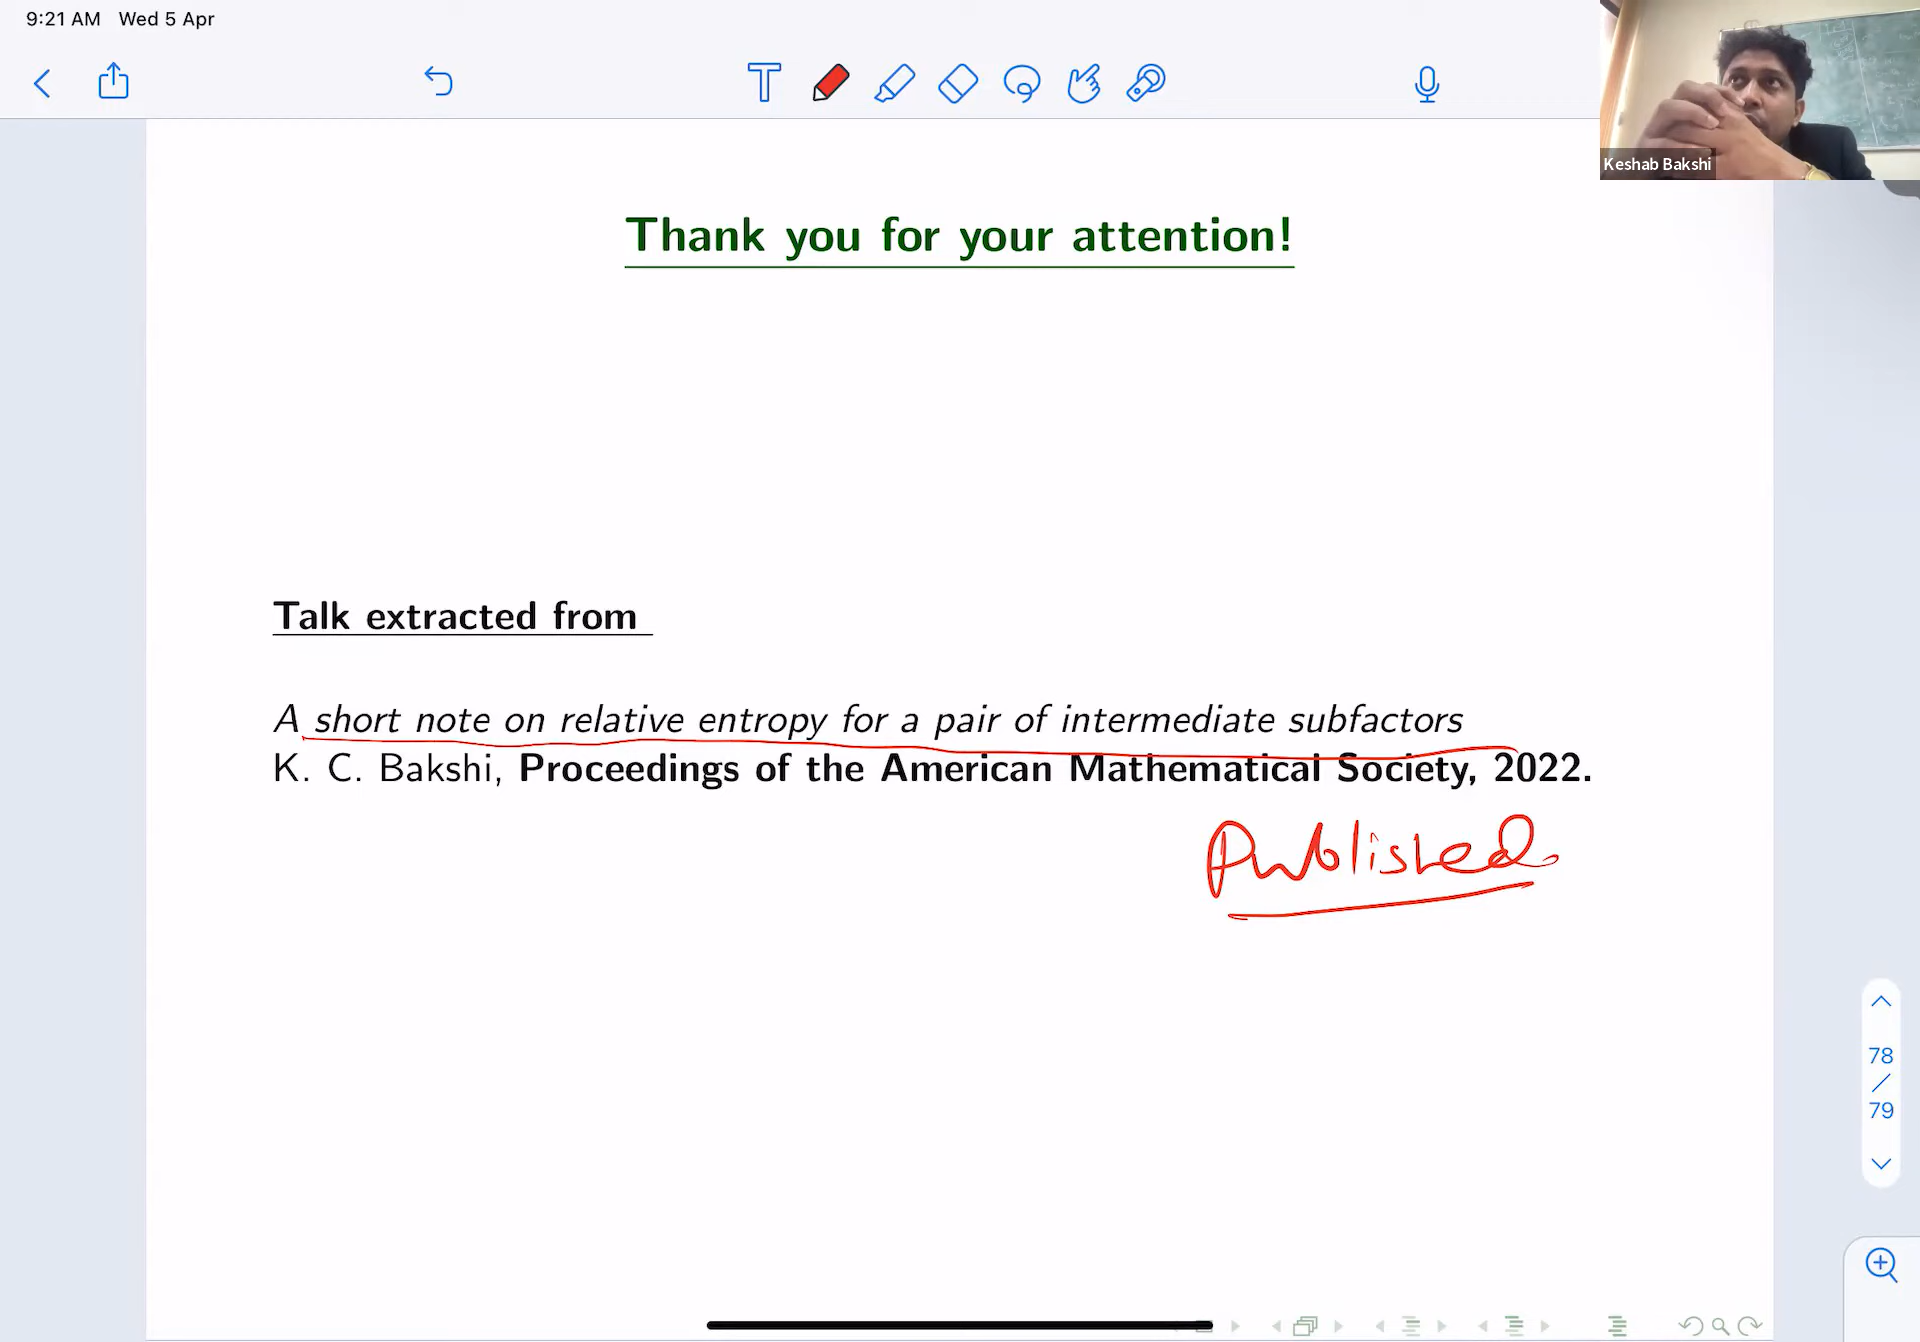 9:21 AM Wed 5 Apr
Keshab Bakshi
Thank you for your attention!
Talk extracted from
A short note on relative entropy for a pair of intermediate subfactors
K. C. Bakshi, Proceedings of the American Mathematical Society, 2022.
Published
78
/
79